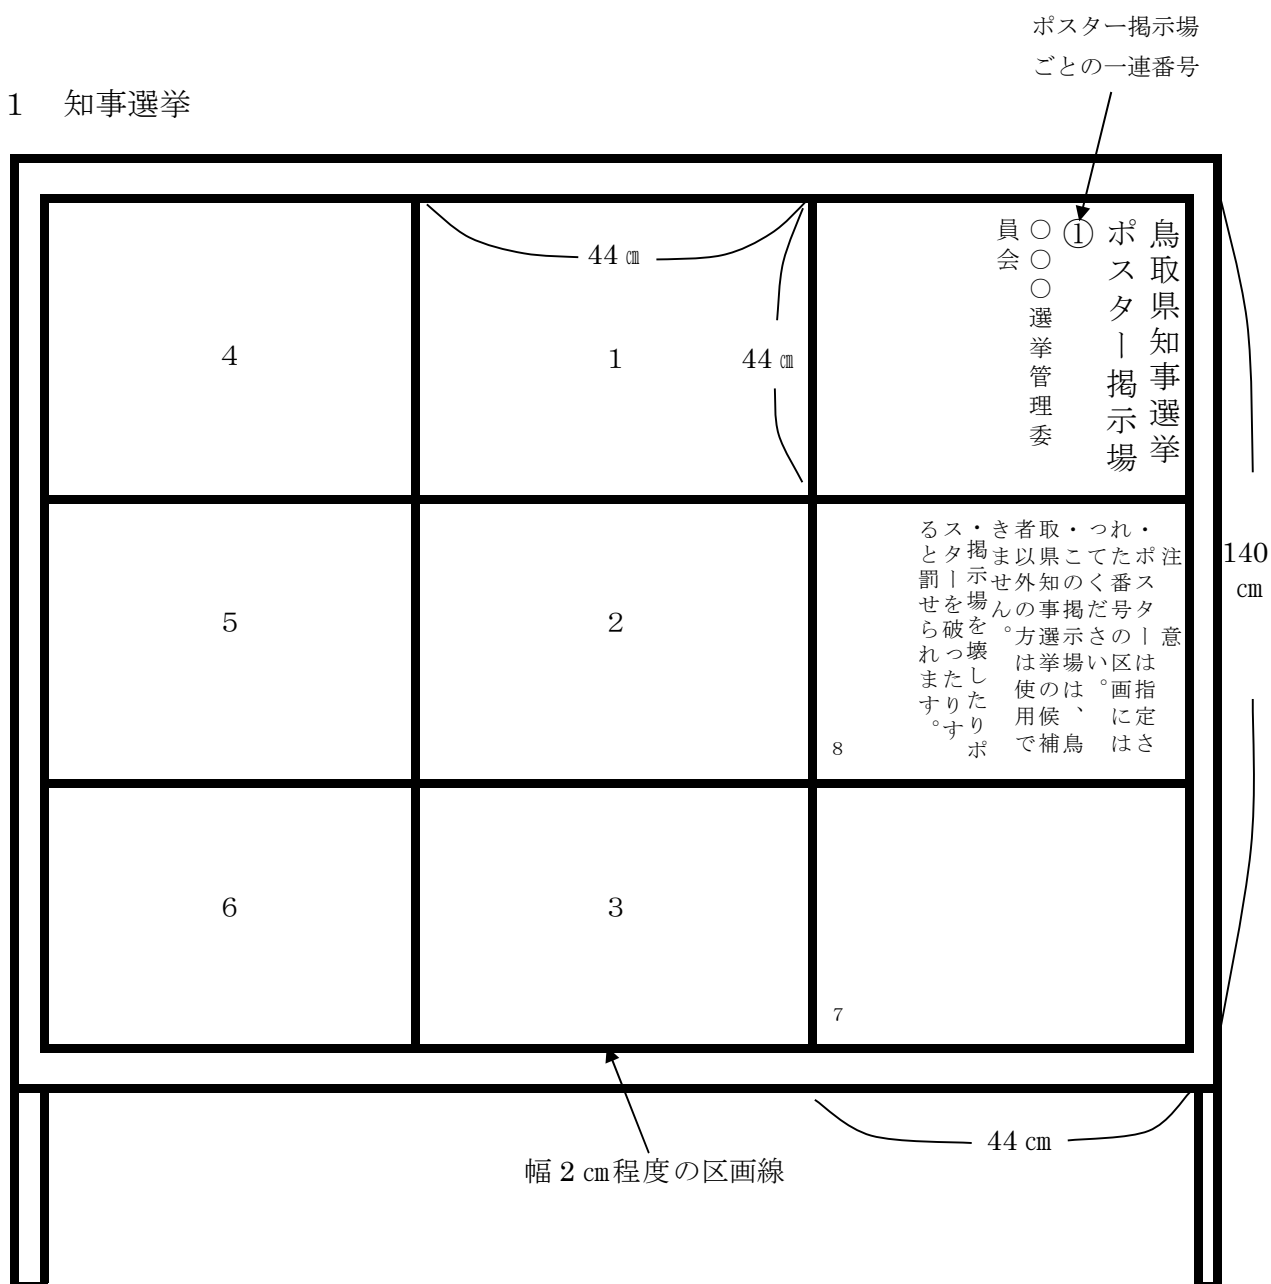 ポスター掲示場
ごとの一連番号
1 知事選挙
鳥取県知事選挙
ポスター掲示場
①
○○○選挙管理委
員会
44㎝
44㎝
4
1
注 意
・ポスターは指定さ
れた番号の区画には
ってください。
・この掲示場は、鳥
取県知事選挙の候補
者以外の方は使用で
きません。
・掲示場を壊したりポ
スターを破ったりす
ると罰せられます。
8
140
㎝
5
2
6
3
7
44㎝
幅2㎝程度の区画線